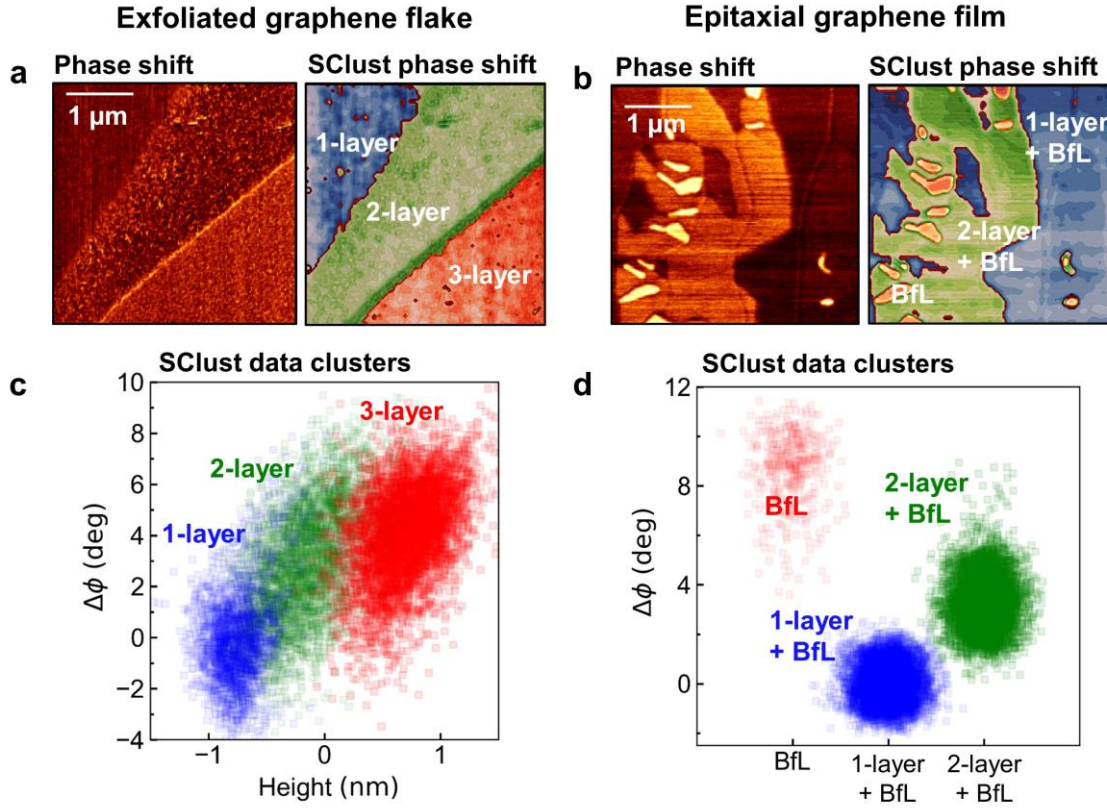 Exfoliated graphene flake
Epitaxial graphene film
a
Phase shift
SClust phase shift
1 μm
1-layer
2-layer
3-layer
b
Phase shift
SClust phase shift
1 μm
1-layer
+ BfL
2-layer
+ BfL
BfL
c
SClust data clusters
10
8
6
4
2
0
−2
−4
Δϕ (deg)
3-layer
2-layer
1-layer
−1
0
1
Height (nm)
d
SClust data clusters
12
8
4
0
Δϕ (deg)
BfL
2-layer
+ BfL
1-layer
+ BfL
BfL
1-layer
+ BfL
2-layer
+ BfL